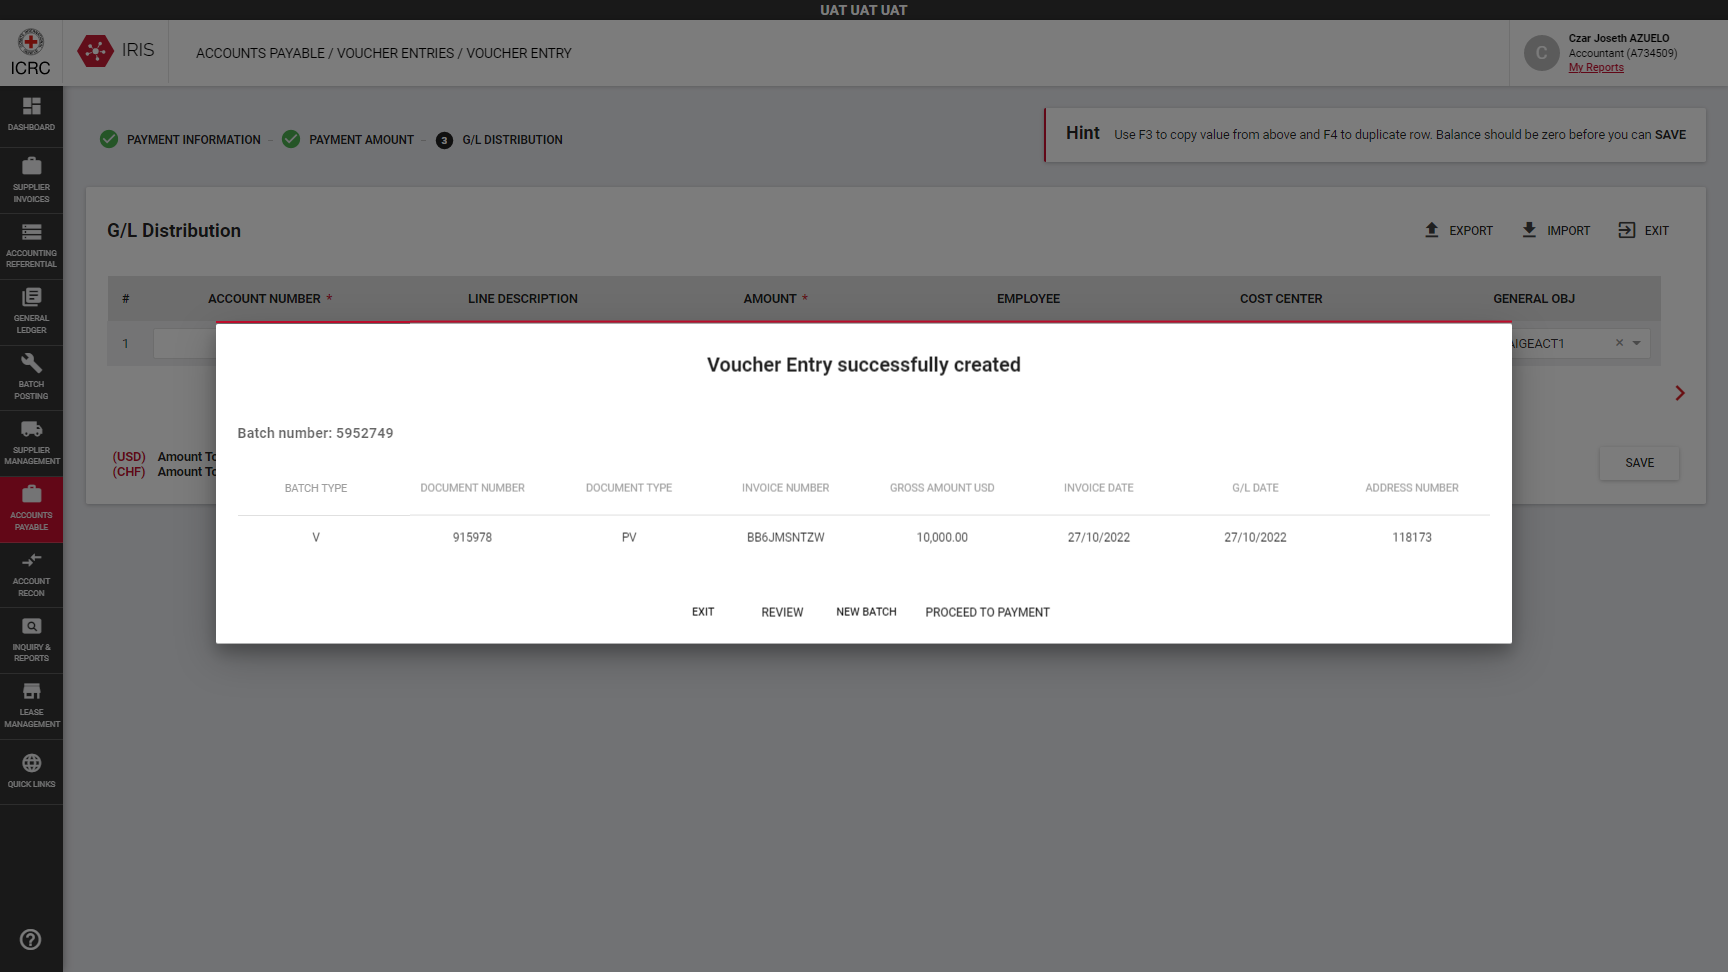 UAT UAT UAT
ICRC
IRIS
ACCOUNTS PAYABLE / VOUCHER ENTRIES / VOUCHER ENTRY
C
Czar Joseth AZUELO
Accountant (A734509)
My Reports
DASHBOARD
SUPPLIER
INVOICES
ACCOUNTING
REFERENTIAL
GENERAL
LEDGER
BATCH
POSTING
SUPPLIER
MANAGEMENT
ACCOUNTS
PAYABLE
ACCOUNT
RECON
INQUIRY &
REPORTS
LEASE
MANAGEMENT
QUICK LINKS
PAYMENT INFORMATION
PAYMENT AMOUNT
3 G/L DISTRIBUTION
Hint Use F3 to copy value from above and F4 to duplicate row. Balance should be zero before you can SAVE
G/L Distribution
EXPORT IMPORT EXIT
# ACCOUNT NUMBER * LINE DESCRIPTION AMOUNT * EMPLOYEE COST CENTER GENERAL OBJ
1 AIGEACT1 ×
(USD) Amount To
(CHF) Amount To
SAVE
Voucher Entry successfully created
Batch number: 5952749
BATCH TYPE DOCUMENT NUMBER DOCUMENT TYPE INVOICE NUMBER GROSS AMOUNT USD INVOICE DATE G/L DATE ADDRESS NUMBER
V 915978 PV BB6JMSNTZW 10,000.00 27/10/2022 27/10/2022 118173
EXIT REVIEW NEW BATCH PROCEED TO PAYMENT